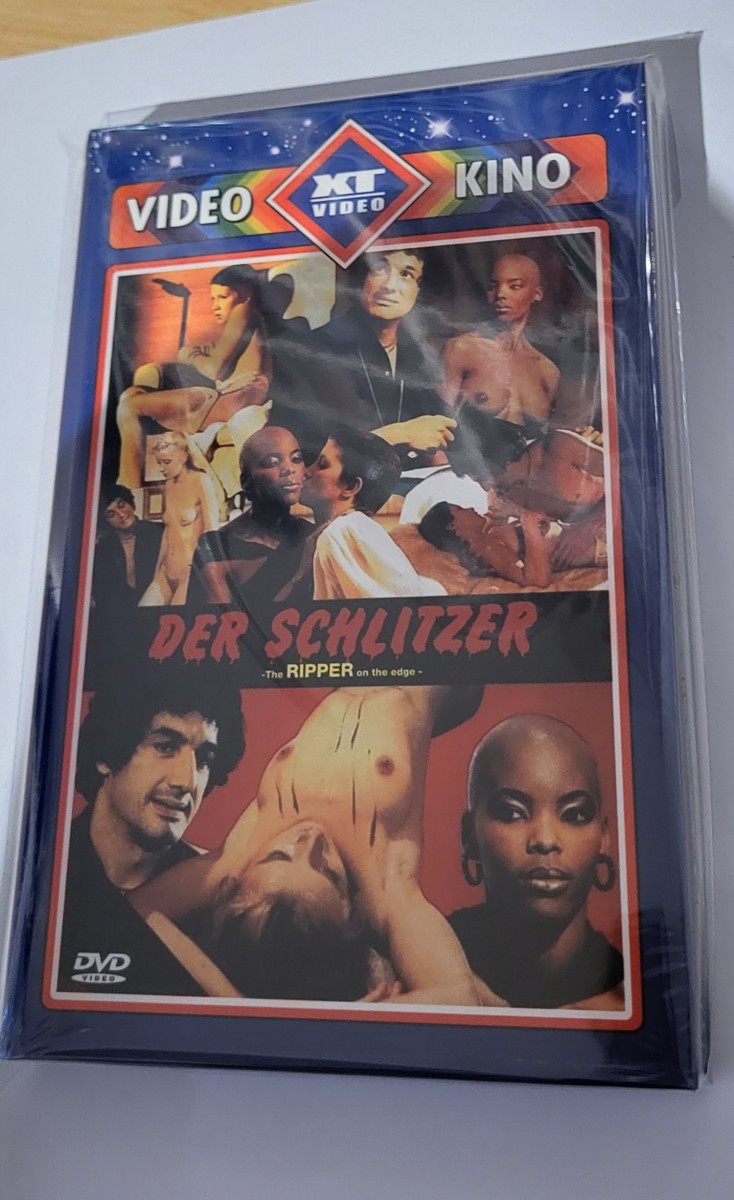 VIDEO XT VIDEO KINO
DER SCHLITZER
-The RIPPER on the edge -
DVD
VIDEO